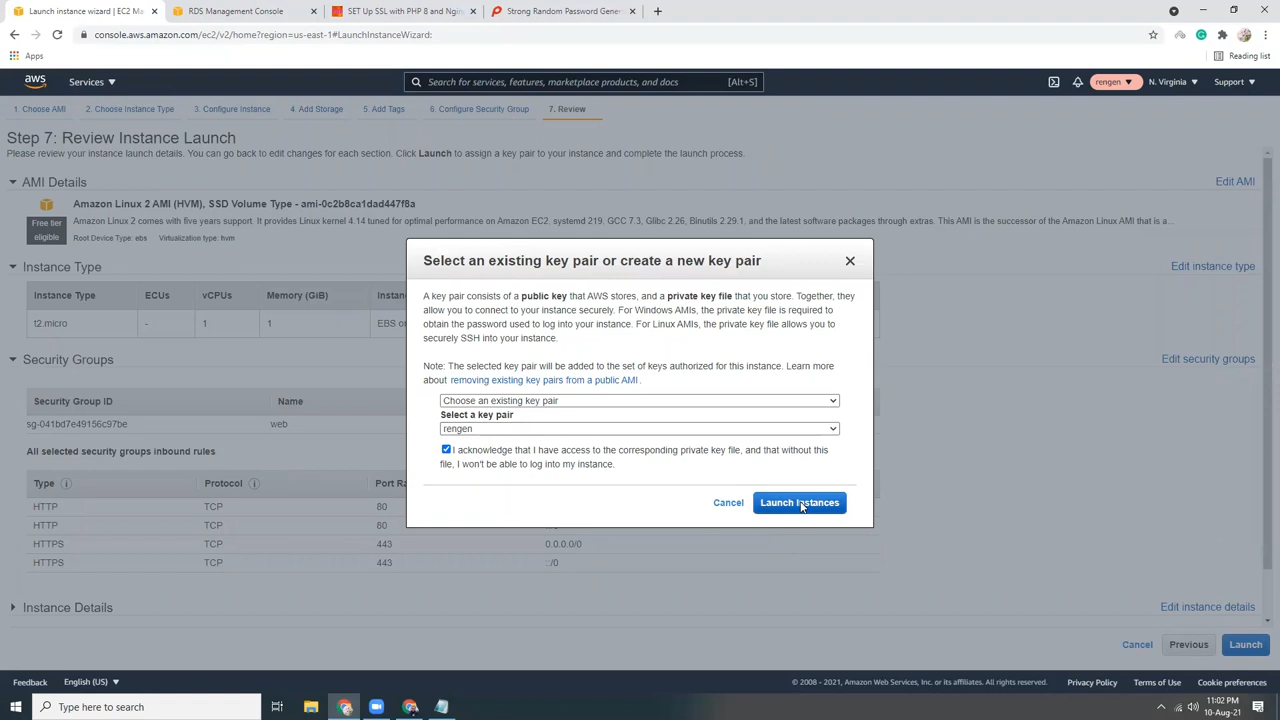 Launch instance wizard | EC2 Ma
RDS Management Console
SET Up SSL with PHP 8 and Ngin
Strong Random Password Gener
console.aws.amazon.com/ec2/v2/home?region=us-east-1#LaunchInstanceWizard:
Apps
Reading list
aws
Services
Search for services, features, marketplace products, and docs
[Alt+S]
rengen
N. Virginia
Support
1. Choose AMI
2. Choose Instance Type
3. Configure Instance
4. Add Storage
5. Add Tags
6. Configure Security Group
7. Review
Step 7: Review Instance Launch
Please review your instance launch details. You can go back to edit changes for each section. Click Launch to assign a key pair to your instance and complete the launch process.
AMI Details
Edit AMI
Amazon Linux 2 AMI (HVM), SSD Volume Type - ami-0c2b8ca1dad447f8a
Free tier
eligible
Amazon Linux 2 comes with five years support. It provides Linux kernel 4.14 tuned for optimal performance on Amazon EC2, systemd 219, GCC 7.3, Glibc 2.26, Binutils 2.29.1, and the latest software packages through extras. This AMI is the successor of the Amazon Linux AMI that is a...
Root Device Type: ebs
Virtualization type: hvm
Instance Type
Edit instance type
Instance Type
ECUs
vCPUs
Memory (GiB)
Instan
t2.micro
-
1
1
EBS on
Security Groups
Edit security groups
Security Group ID
Name
sg-041bd7e49156c97be
web
All selected security groups inbound rules
Type
Protocol
Port Ra
HTTP
TCP
80
HTTP
TCP
80
HTTPS
TCP
443
0.0.0.0/0
HTTPS
TCP
443
::/0
Instance Details
Edit instance details
Select an existing key pair or create a new key pair
A key pair consists of a public key that AWS stores, and a private key file that you store. Together, they
allow you to connect to your instance securely. For Windows AMIs, the private key file is required to
obtain the password used to log into your instance. For Linux AMIs, the private key file allows you to
securely SSH into your instance.
Note: The selected key pair will be added to the set of keys authorized for this instance. Learn more
about removing existing key pairs from a public AMI .
Choose an existing key pair
Select a key pair
rengen
I acknowledge that I have access to the corresponding private key file, and that without this
file, I won't be able to log into my instance.
Cancel
Launch Instances
Cancel
Previous
Launch
Feedback
English (US)
© 2008 - 2021, Amazon Web Services, Inc. or its affiliates. All rights reserved.
Privacy Policy
Terms of Use
Cookie preferences
Type here to search
11:02 PM
10-Aug-21